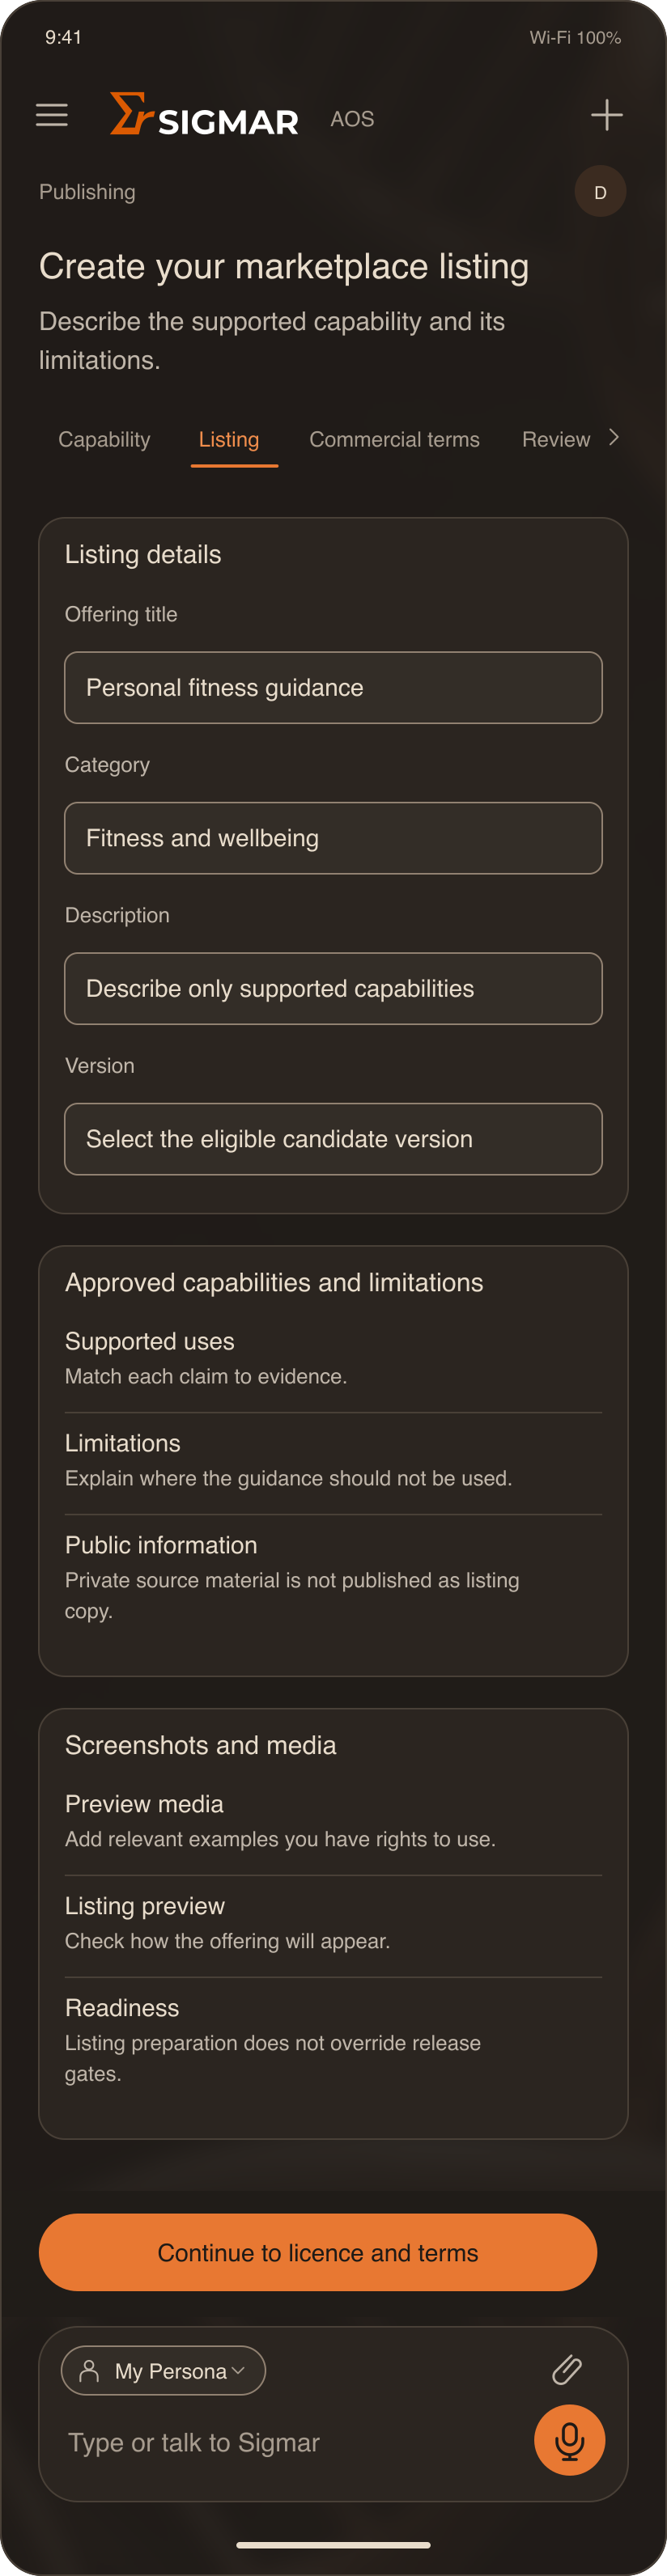 9:41
Wi-Fi 100%
Σr SIGMAR
AOS
Publishing
D
Create your marketplace listing
Describe the supported capability and its
limitations.
Capability
Listing
Commercial terms
Review
Listing details
Offering title
Personal fitness guidance
Category
Fitness and wellbeing
Description
Describe only supported capabilities
Version
Select the eligible candidate version
Approved capabilities and limitations
Supported uses
Match each claim to evidence.
Limitations
Explain where the guidance should not be used.
Public information
Private source material is not published as listing
copy.
Screenshots and media
Preview media
Add relevant examples you have rights to use.
Listing preview
Check how the offering will appear.
Readiness
Listing preparation does not override release
gates.
Continue to licence and terms
My Persona
Type or talk to Sigmar